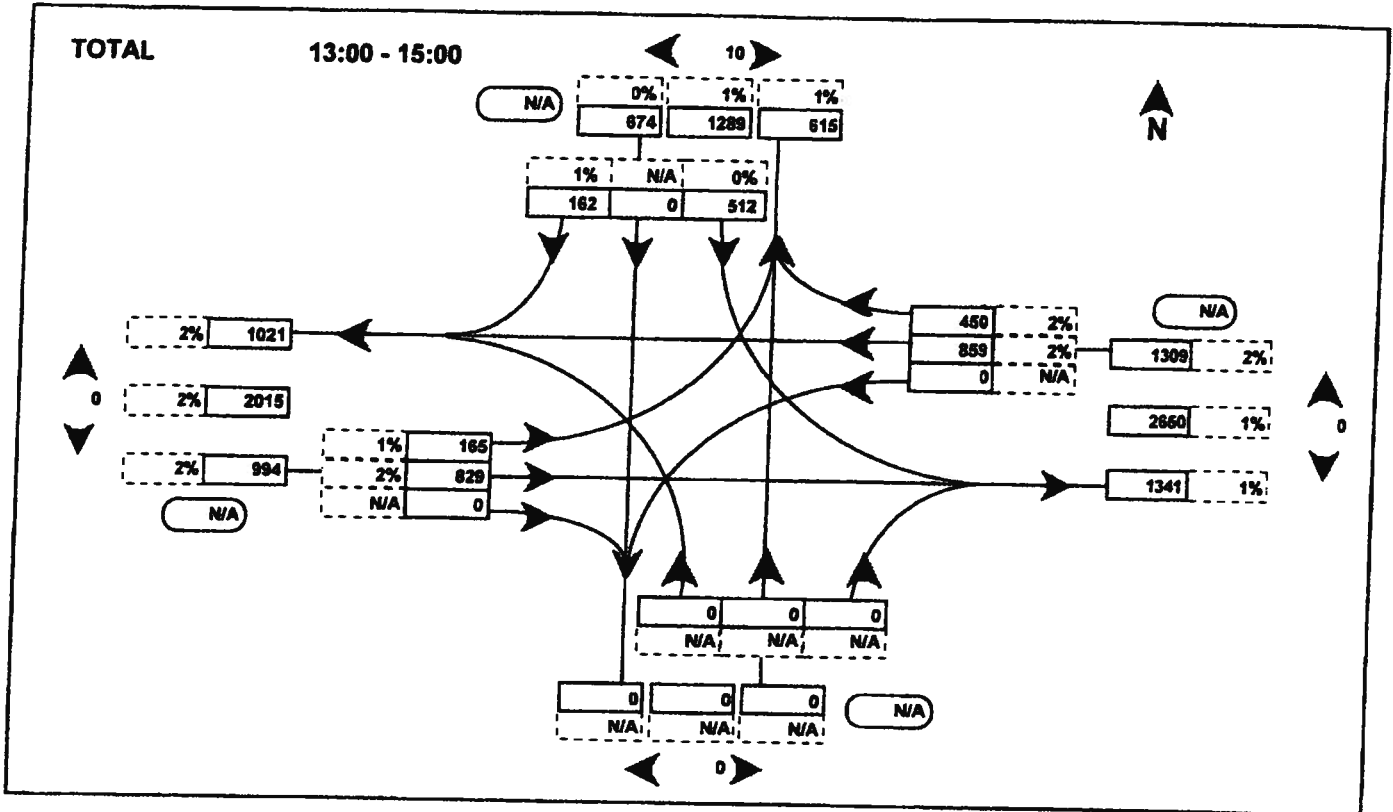 TOTAL 13:00 - 15:00 10
N/A 0% 1% 1%
674 1289 615
N
1% N/A 0%
162 0 512
N/A
450 2%
2% 1021
859 2% 1309 2%
0 N/A
0 2% 2015
2650 1% 0
1% 165
2% 994 2% 829
1341 1%
N/A 0
N/A
0 0 0
N/A N/A N/A
0 0 0 N/A
N/A N/A N/A
0